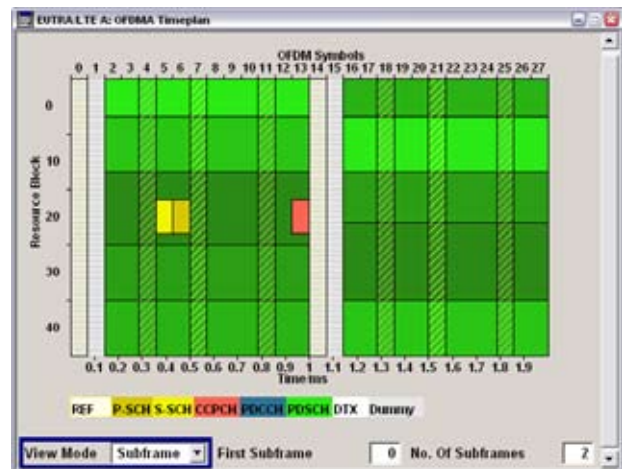 EUTRA/LTE A: OFDMA Timeplan
OFDM Symbols
0 1 2 3 4 5 6 7 8 9 10 11 12 13 14 15 16 17 18 19 20 21 22 23 24 25 26 27
Resource Block
0
10
20
30
40
0.1 0.2 0.3 0.4 0.5 0.6 0.7 0.8 0.9 1 1.1 1.2 1.3 1.4 1.5 1.6 1.7 1.8 1.9
Time/ms
REF P-SCH S-SCH CCPCH PDCCH PDSCH DTX Dummy
View Mode Subframe First Subframe 0 No. Of Subframes 2